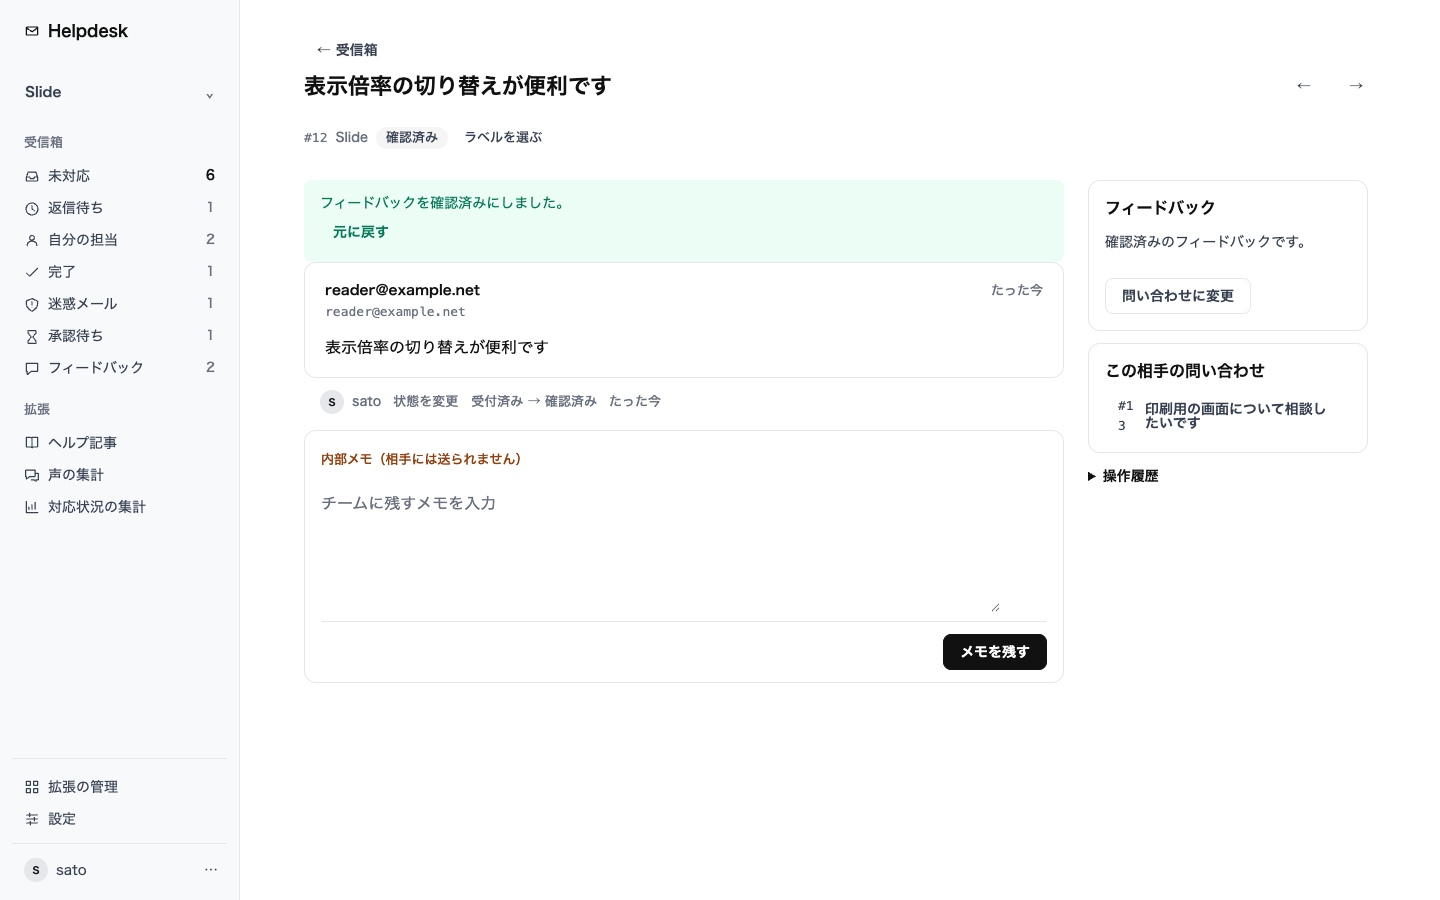 Helpdesk
Slide
受信箱
未対応 6
返信待ち 1
自分の担当 2
完了 1
迷惑メール 1
承認待ち 1
フィードバック 2
拡張
ヘルプ記事
声の集計
対応状況の集計
拡張の管理
設定
S sato …
← 受信箱
表示倍率の切り替えが便利です
← →
#12 Slide 確認済み ラベルを選ぶ
フィードバックを確認済みにしました。
元に戻す
reader@example.net たった今
reader@example.net
表示倍率の切り替えが便利です
S sato 状態を変更 受付済み → 確認済み たった今
内部メモ（相手には送られません）
チームに残すメモを入力
メモを残す
フィードバック
確認済みのフィードバックです。
問い合わせに変更
この相手の問い合わせ
#1
3
印刷用の画面について相談し
たいです
▶ 操作履歴